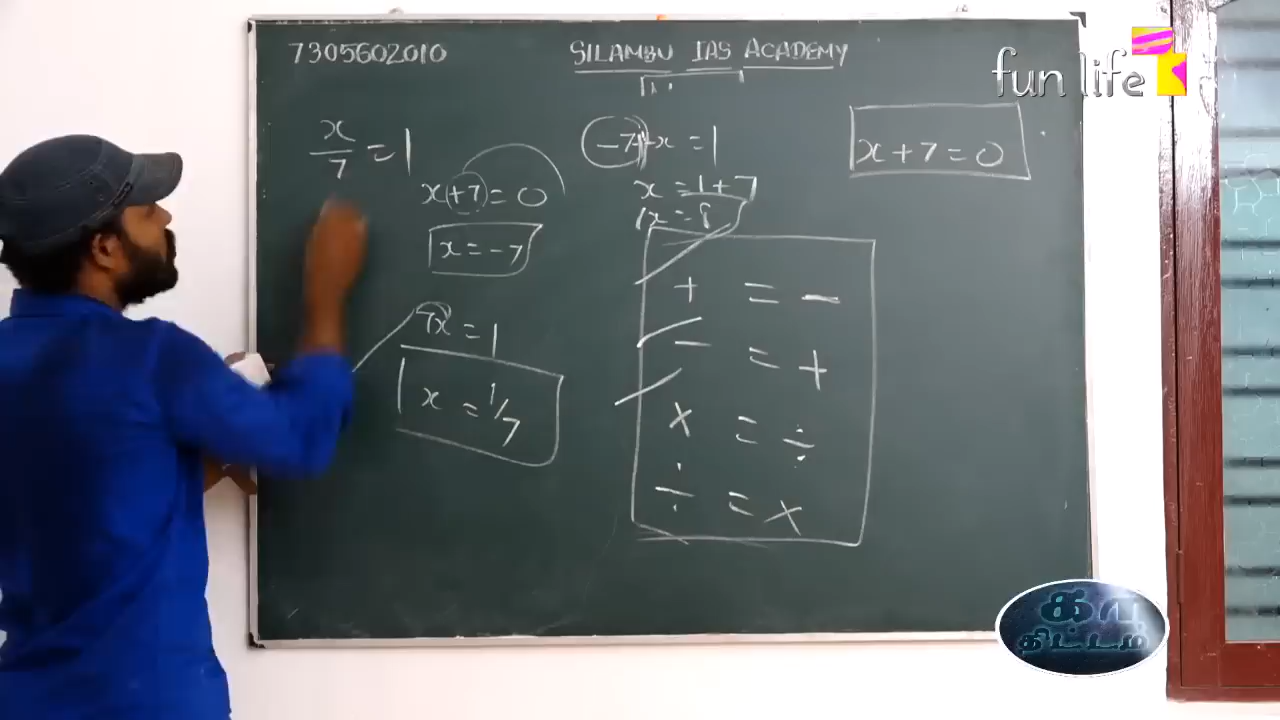 7305602010
SILAMBU IAS ACADEMY
fun life
x/7 = 1
x+7 = 0
x = -7
7x = 1
x = 1/7
-7+x = 1
x = 1+7
x = 8
+ = -
- = +
× = ÷
÷ = ×
x+7 = 0
திட்டம்